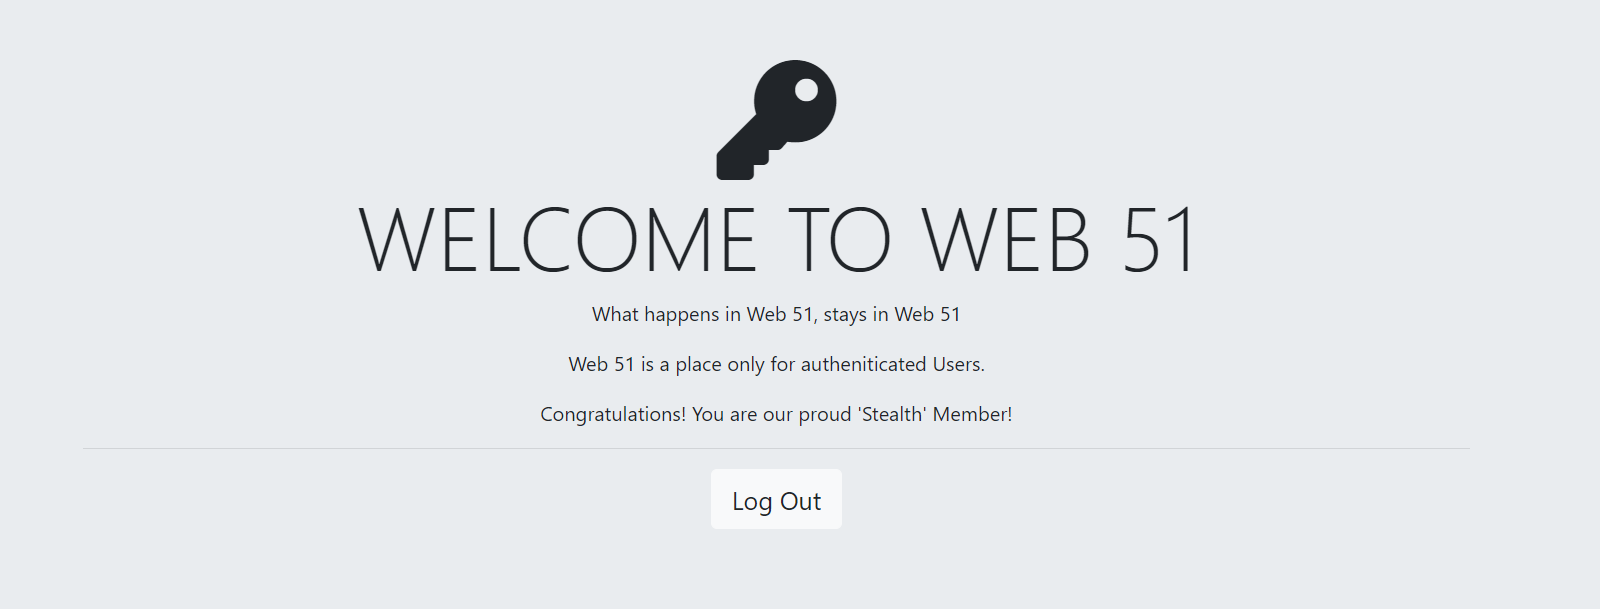 WELCOME TO WEB 51
What happens in Web 51, stays in Web 51
Web 51 is a place only for autheniticated Users.
Congratulations! You are our proud 'Stealth' Member!
Log Out